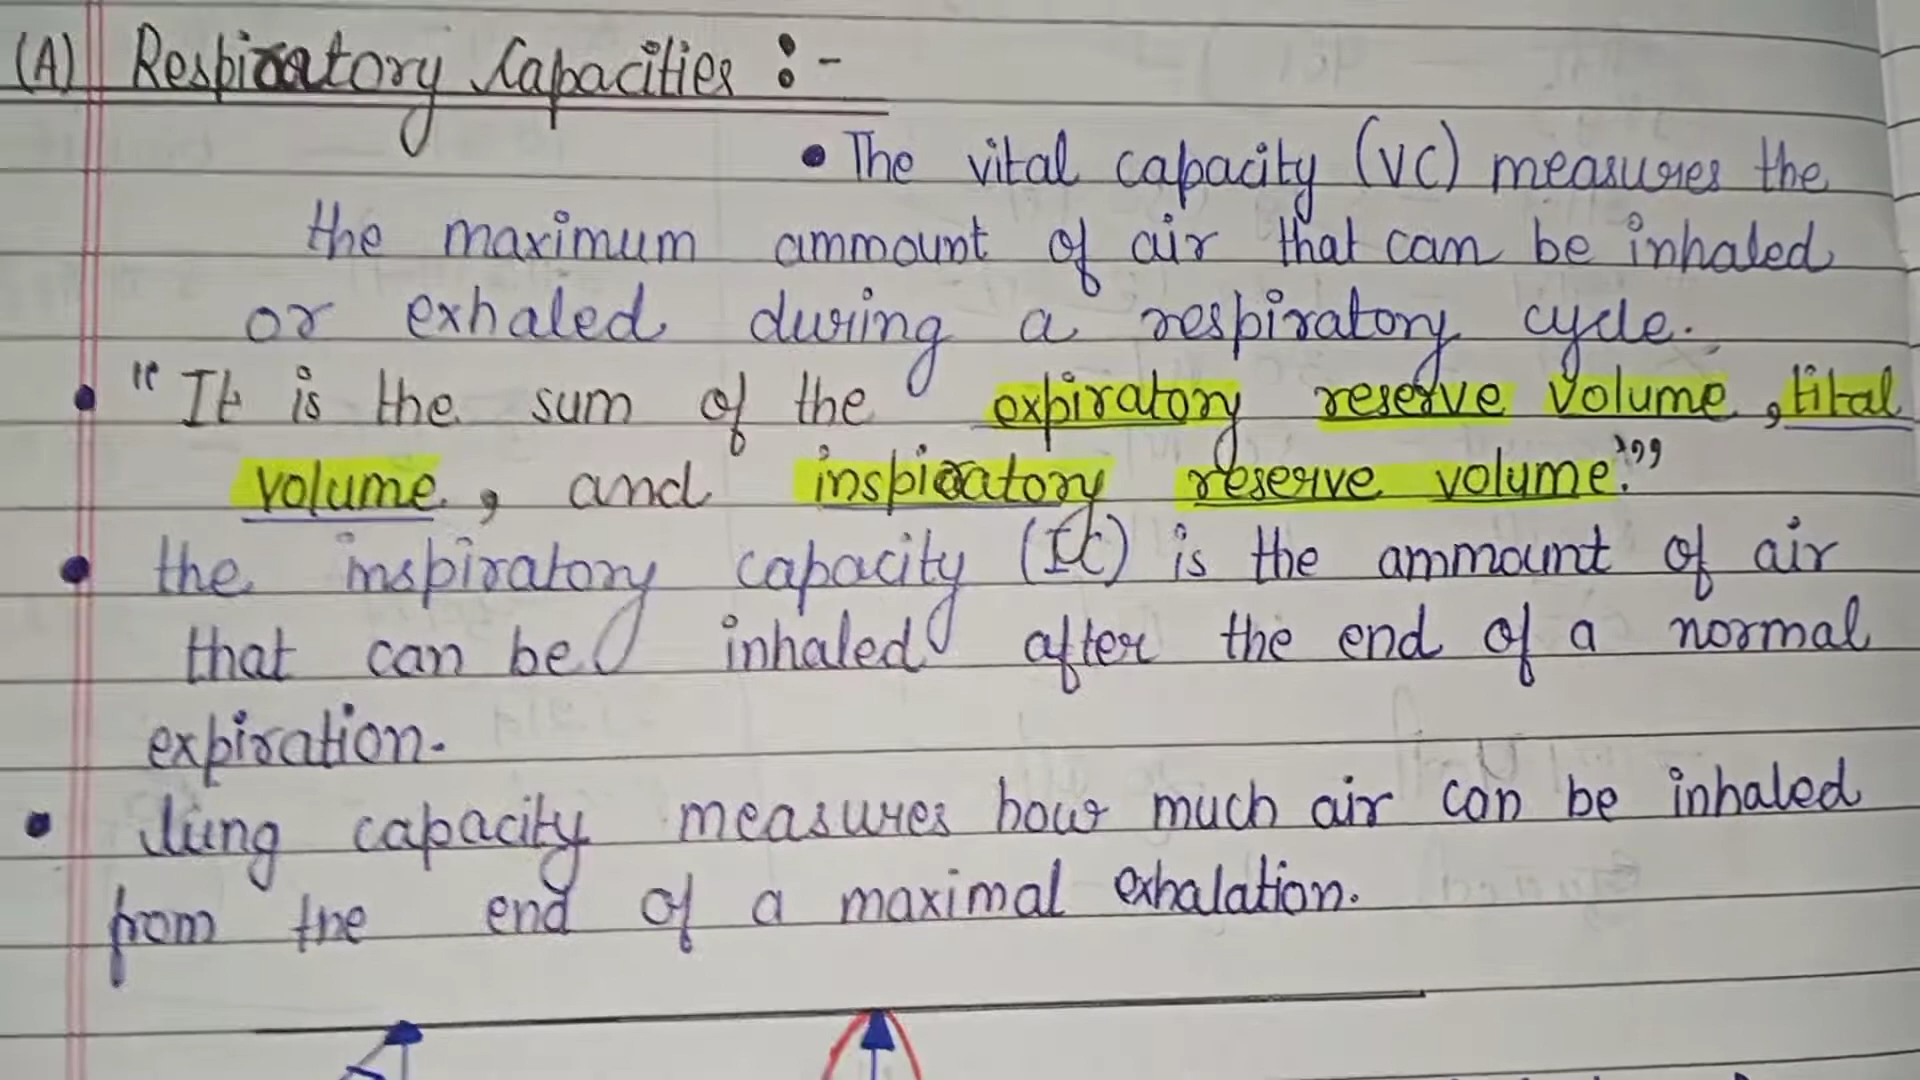 (A) Respiratory Capacities :-
• The vital capacity (VC) measures the
the maximum ammount of air that can be inhaled
or exhaled during a respiratory cycle.
• "It is the sum of the expiratory reserve volume, tital
volume, and inspiratory reserve volume."
• the inspiratory capacity (IC) is the ammount of air
that can be inhaled after the end of a normal
expiration.
• lung capacity measures how much air can be inhaled
from the end of a maximal exhalation.